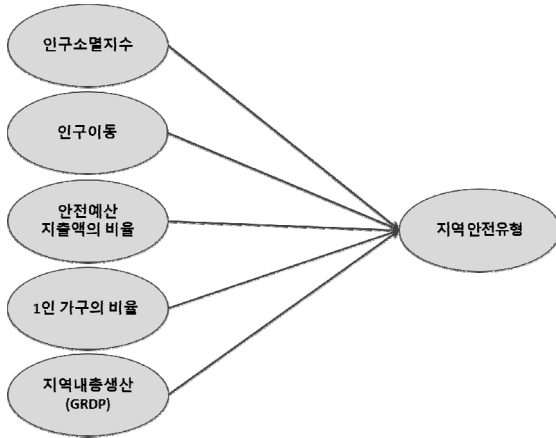 인구소멸지수
인구이동
안전예산
지출액의 비율
1인 가구의 비율
지역내총생산
(GRDP)
지역안전유형